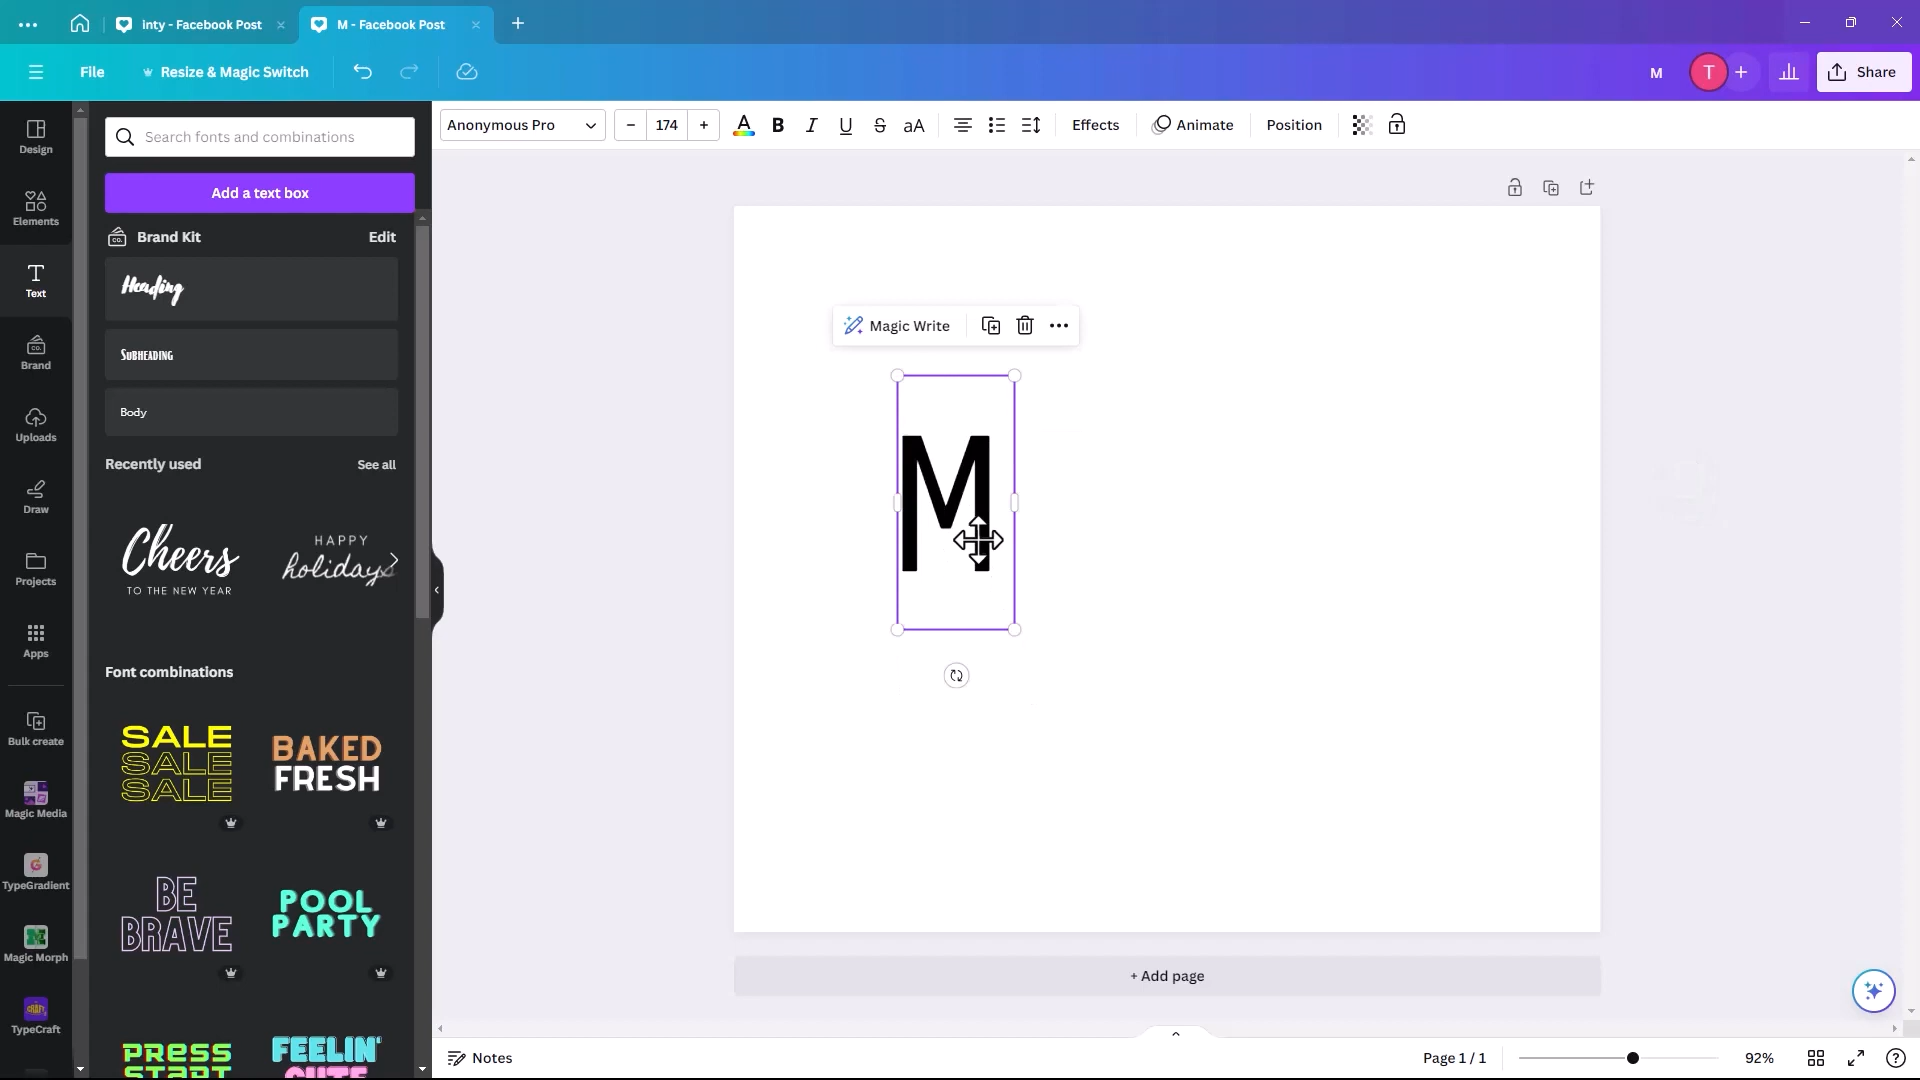 inty - Facebook Post
M - Facebook Post
File
Resize & Magic Switch
M
T
Share
Anonymous Pro
174
A
B
I
U
S
aA
Effects
Animate
Position
Design
Elements
Text
Brand
Uploads
Draw
Projects
Apps
Bulk create
Magic Media
TypeGradient
Magic Morph
TypeCraft
Search fonts and combinations
Add a text box
Brand Kit
Edit
Heading
Subheading
Body
Recently used
See all
Cheers
TO THE NEW YEAR
HAPPY
holidays
Font combinations
SALE
SALE
SALE
BAKED
FRESH
BE
BRAVE
POOL
PARTY
PRESS
START
FEELIN'
CUTE
Magic Write
M
+ Add page
Notes
Page 1 / 1
92%